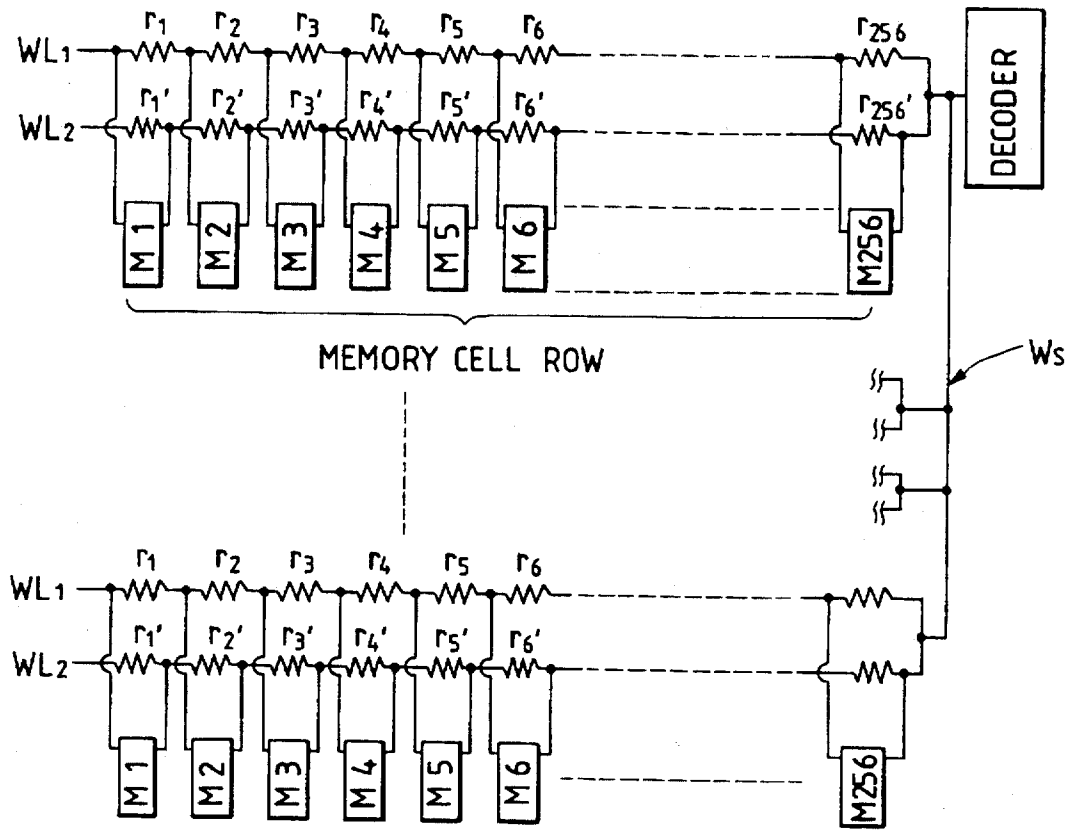 r1 r2 r3 r4 r5 r6 r256
WL1
r1' r2' r3' r4' r5' r6' r256'
WL2
DECODER
M1 M2 M3 M4 M5 M6 M256
MEMORY CELL ROW
Ws
r1 r2 r3 r4 r5 r6
WL1
r1' r2' r3' r4' r5' r6'
WL2
M1 M2 M3 M4 M5 M6 M256